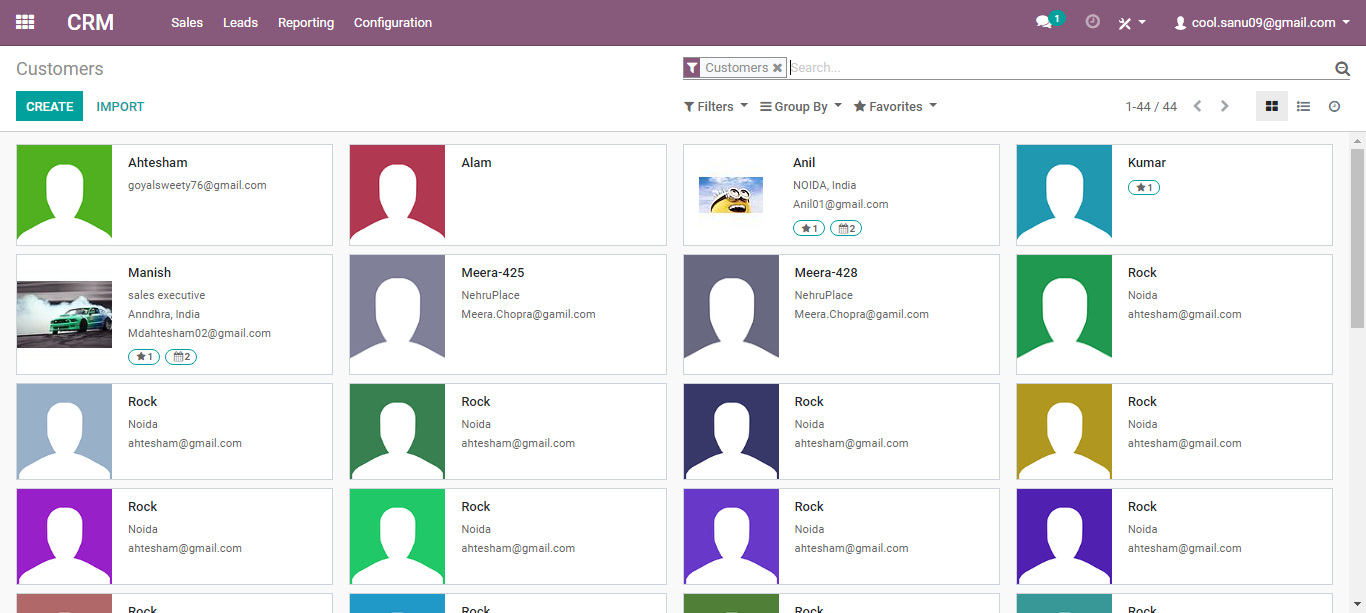 CRM Sales Leads Reporting Configuration 1 cool.sanu09@gmail.com
Customers Customers Search...
CREATE IMPORT Filters Group By Favorites 1-44 / 44
Ahtesham
goyalsweety76@gmail.com
Alam
Anil
NOIDA, India
Anil01@gmail.com
1 2
Kumar
1
Manish
sales executive
Anndhra, India
Mdahtesham02@gmail.com
1 2
Meera-425
NehruPlace
Meera.Chopra@gamil.com
Meera-428
NehruPlace
Meera.Chopra@gamil.com
Rock
Noida
ahtesham@gmail.com
Rock
Noida
ahtesham@gmail.com
Rock
Noida
ahtesham@gmail.com
Rock
Noida
ahtesham@gmail.com
Rock
Noida
ahtesham@gmail.com
Rock
Noida
ahtesham@gmail.com
Rock
Noida
ahtesham@gmail.com
Rock
Noida
ahtesham@gmail.com
Rock
Noida
ahtesham@gmail.com
Rock
Rock
Rock
Rock